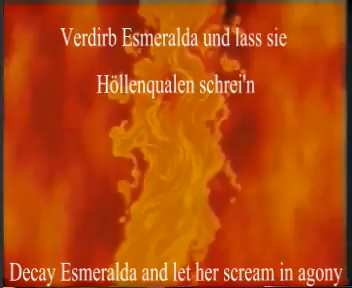 Verdirb Esmeralda und lass sie
Höllenqualen schrei'n
Decay Esmeralda and let her scream in agony